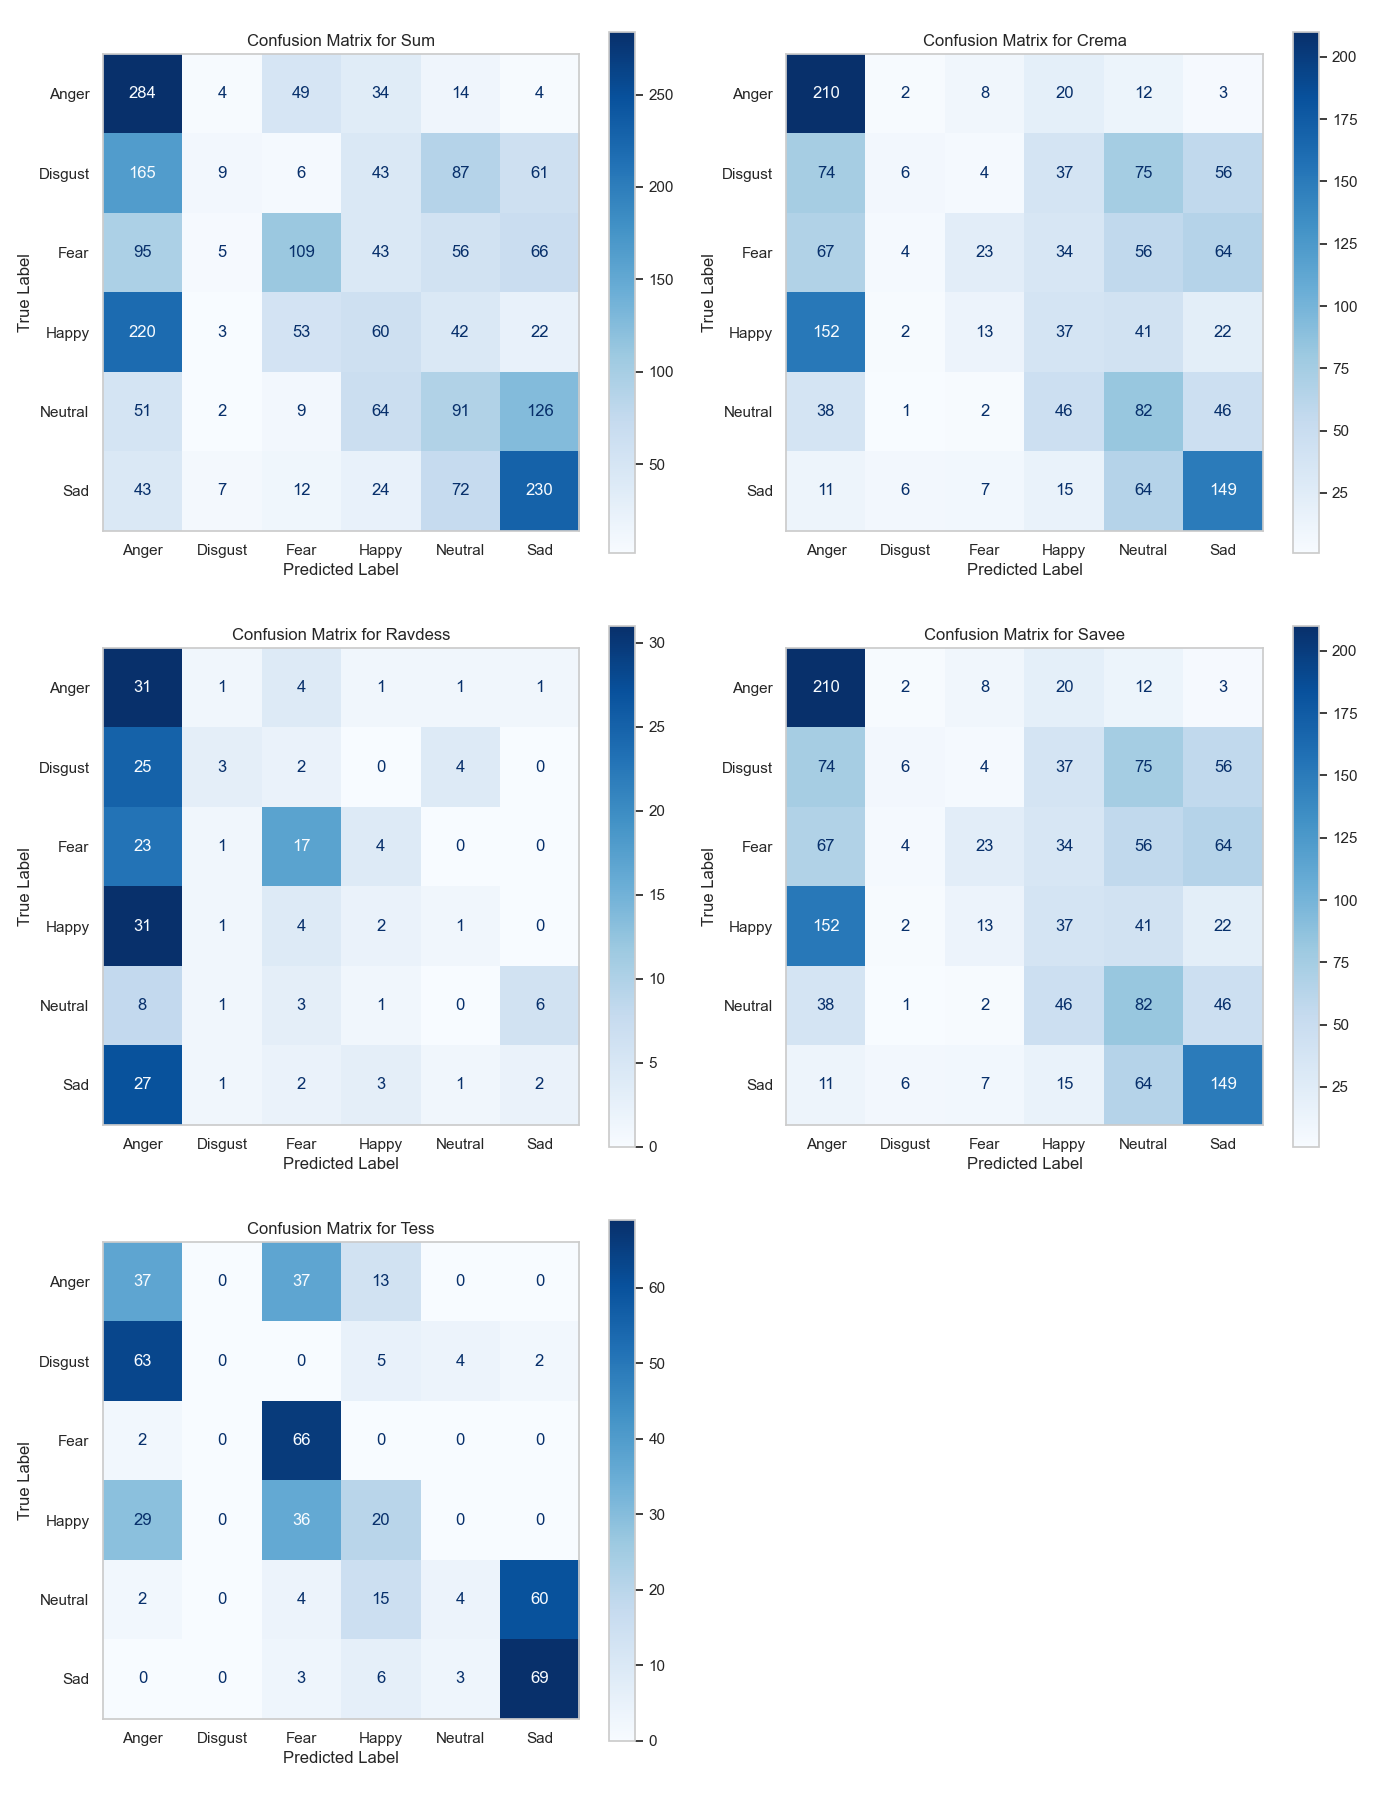 Confusion Matrix for Sum
Anger 284 4 49 34 14 4
Disgust 165 9 6 43 87 61
Fear 95 5 109 43 56 66
Happy 220 3 53 60 42 22
Neutral 51 2 9 64 91 126
Sad 43 7 12 24 72 230
Anger Disgust Fear Happy Neutral Sad
Predicted Label
True Label
250
200
150
100
50
Confusion Matrix for Crema
Anger 210 2 8 20 12 3
Disgust 74 6 4 37 75 56
Fear 67 4 23 34 56 64
Happy 152 2 13 37 41 22
Neutral 38 1 2 46 82 46
Sad 11 6 7 15 64 149
Anger Disgust Fear Happy Neutral Sad
Predicted Label
True Label
200
175
150
125
100
75
50
25
Confusion Matrix for Ravdess
Anger 31 1 4 1 1 1
Disgust 25 3 2 0 4 0
Fear 23 1 17 4 0 0
Happy 31 1 4 2 1 0
Neutral 8 1 3 1 0 6
Sad 27 1 2 3 1 2
Anger Disgust Fear Happy Neutral Sad
Predicted Label
True Label
30
25
20
15
10
5
0
Confusion Matrix for Savee
Anger 210 2 8 20 12 3
Disgust 74 6 4 37 75 56
Fear 67 4 23 34 56 64
Happy 152 2 13 37 41 22
Neutral 38 1 2 46 82 46
Sad 11 6 7 15 64 149
Anger Disgust Fear Happy Neutral Sad
Predicted Label
True Label
200
175
150
125
100
75
50
25
Confusion Matrix for Tess
Anger 37 0 37 13 0 0
Disgust 63 0 0 5 4 2
Fear 2 0 66 0 0 0
Happy 29 0 36 20 0 0
Neutral 2 0 4 15 4 60
Sad 0 0 3 6 3 69
Anger Disgust Fear Happy Neutral Sad
Predicted Label
True Label
60
50
40
30
20
10
0